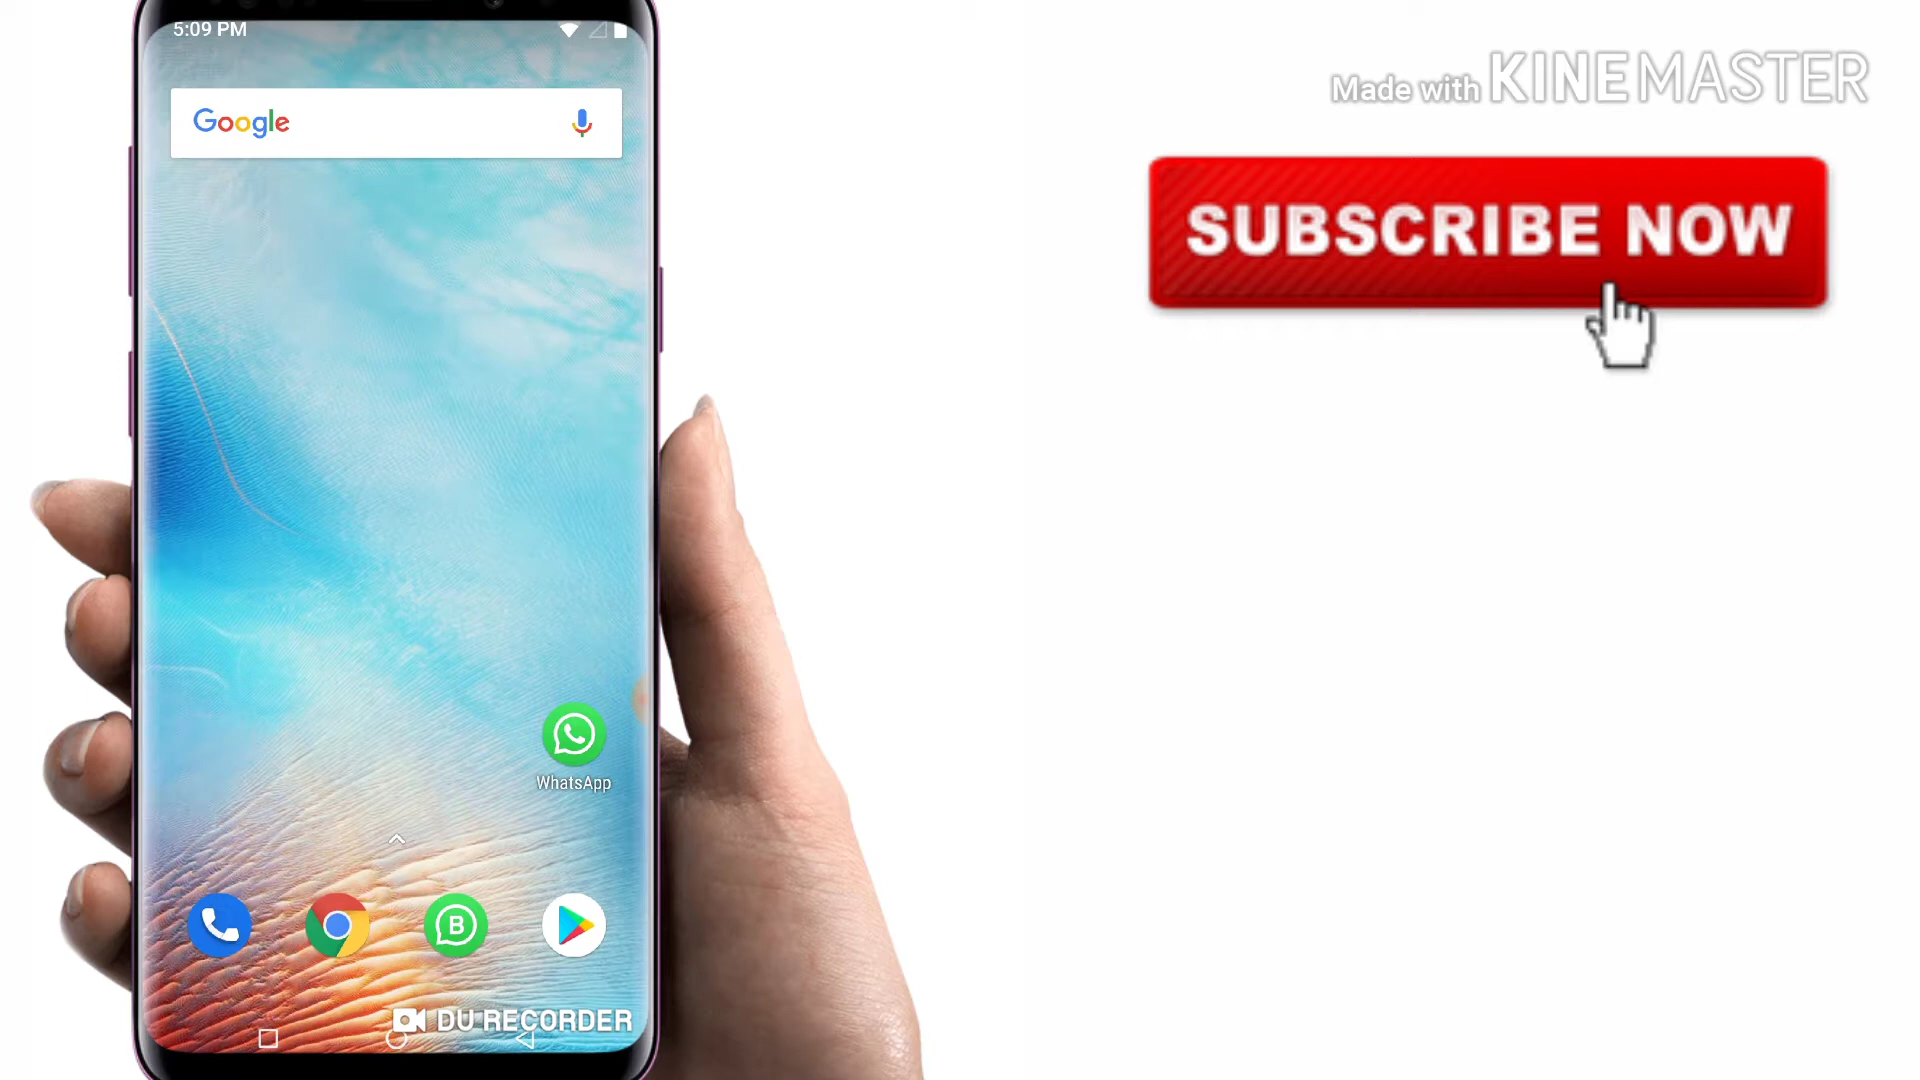 5:09 PM
Google
Made with KINEMASTER
SUBSCRIBE NOW
WhatsApp
B
DU RECORDER